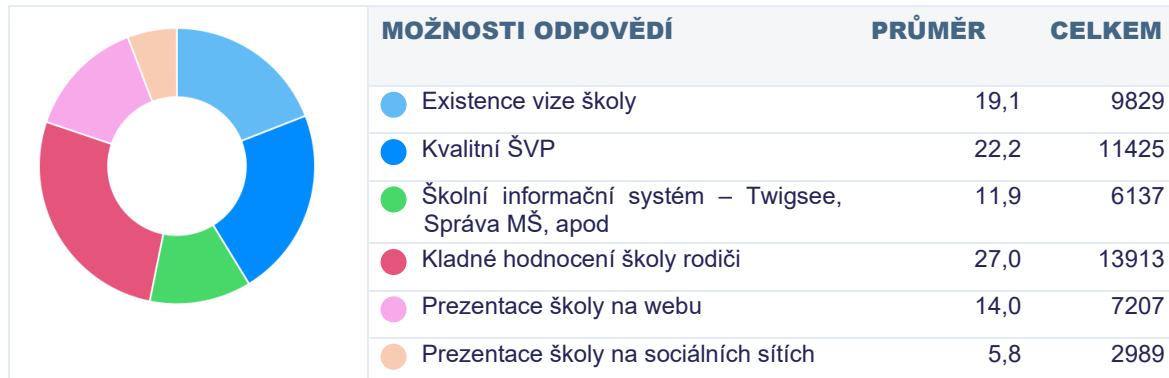 MOŽNOSTI ODPOVĚDÍ PRŮMĚR CELKEM
Existence vize školy 19,1 9829
Kvalitní ŠVP 22,2 11425
Školní informační systém – Twigsee, 11,9 6137
Správa MŠ, apod
Kladné hodnocení školy rodiči 27,0 13913
Prezentace školy na webu 14,0 7207
Prezentace školy na sociálních sítích 5,8 2989